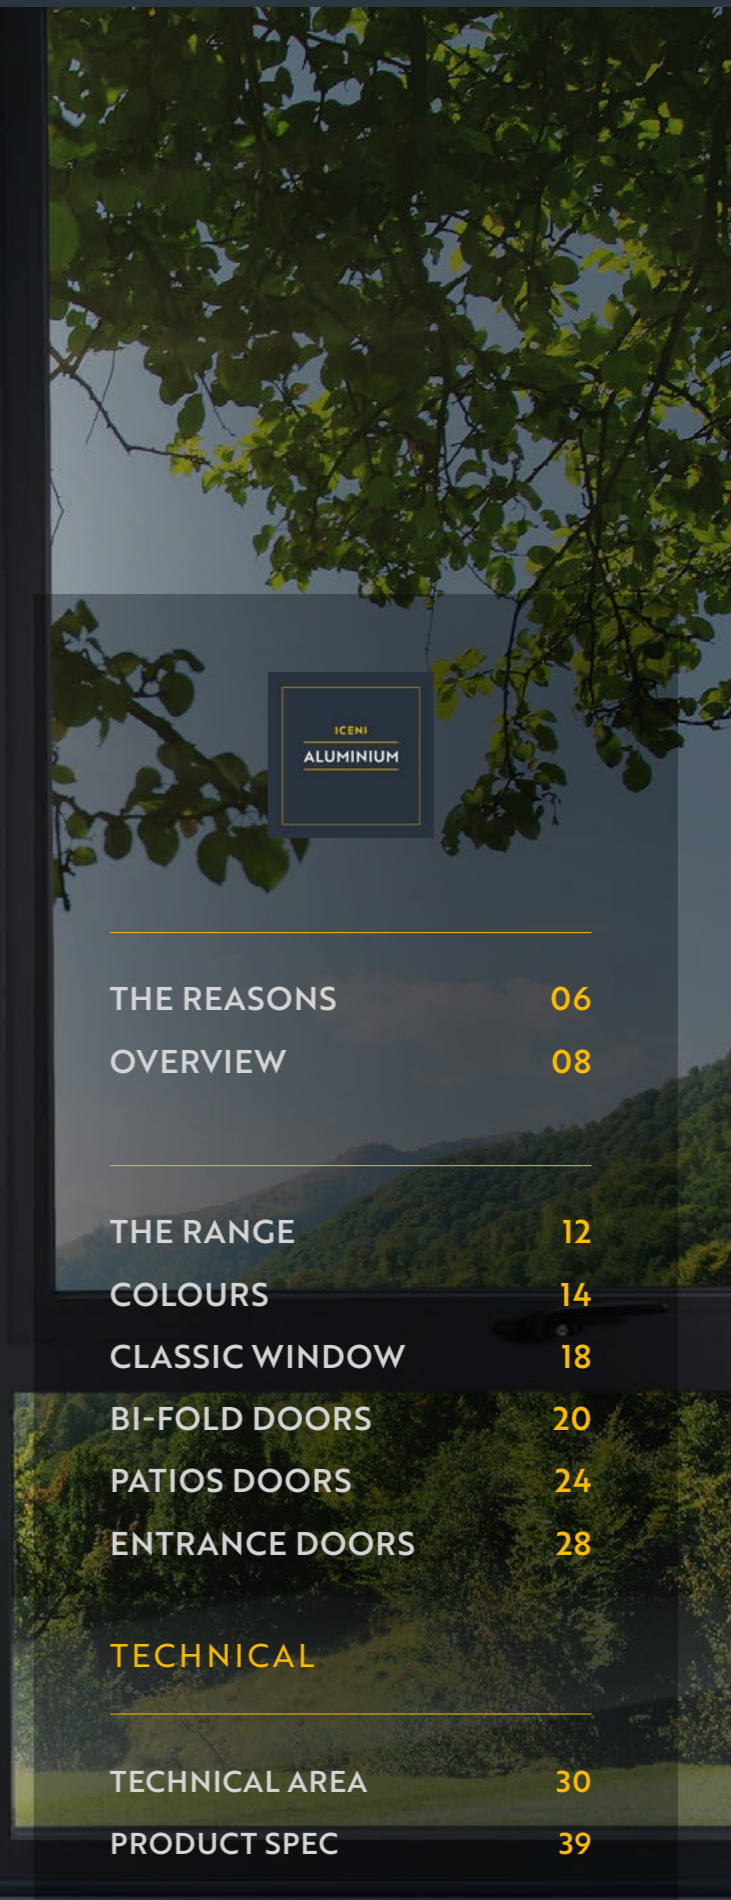 ICENI
ALUMINIUM
THE REASONS 06
OVERVIEW 08
THE RANGE 12
COLOURS 14
CLASSIC WINDOW 18
BI-FOLD DOORS 20
PATIOS DOORS 24
ENTRANCE DOORS 28
TECHNICAL
TECHNICAL AREA 30
PRODUCT SPEC 39